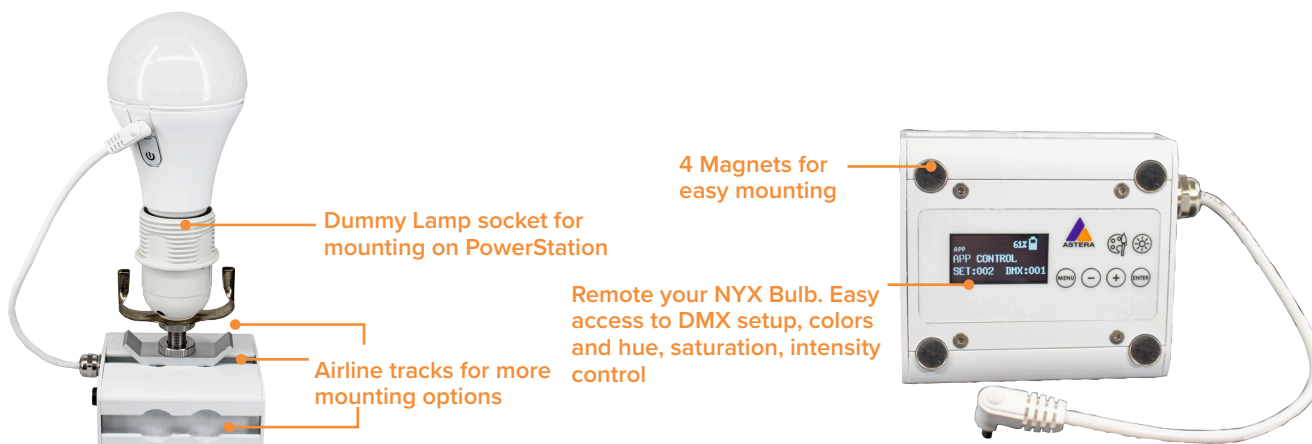 Dummy Lamp socket for
mounting on PowerStation
Airline tracks for more
mounting options
4 Magnets for
easy mounting
Remote your NYX Bulb. Easy
access to DMX setup, colors
and hue, saturation, intensity
control
APP 61%
APP CONTROL
SET:002 DMX:001
ASTERA
MENU
ENTER